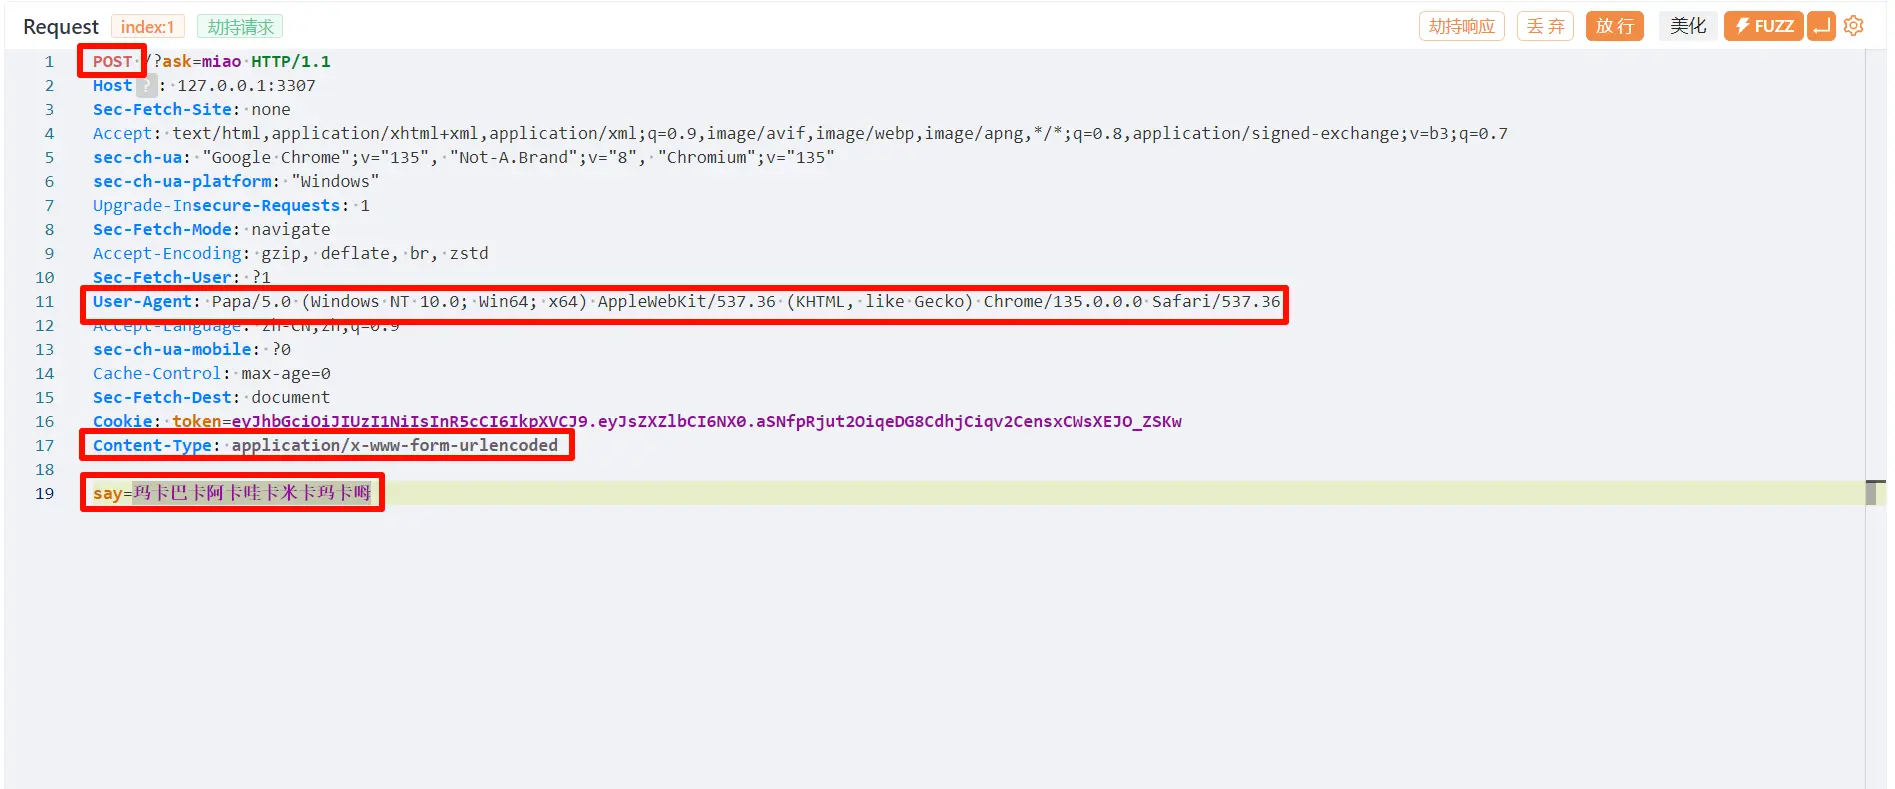 Request index:1 劫持请求 劫持响应 丢弃 放行 美化 FUZZ
1 POST /?ask=miao HTTP/1.1
2 Host ? : 127.0.0.1:3307
3 Sec-Fetch-Site: none
4 Accept: text/html,application/xhtml+xml,application/xml;q=0.9,image/avif,image/webp,image/apng,*/*;q=0.8,application/signed-exchange;v=b3;q=0.7
5 sec-ch-ua: "Google Chrome";v="135", "Not-A.Brand";v="8", "Chromium";v="135"
6 sec-ch-ua-platform: "Windows"
7 Upgrade-Insecure-Requests: 1
8 Sec-Fetch-Mode: navigate
9 Accept-Encoding: gzip, deflate, br, zstd
10 Sec-Fetch-User: ?1
11 User-Agent: Papa/5.0 (Windows NT 10.0; Win64; x64) AppleWebKit/537.36 (KHTML, like Gecko) Chrome/135.0.0.0 Safari/537.36
12 Accept-Language: zh-CN,zh;q=0.9
13 sec-ch-ua-mobile: ?0
14 Cache-Control: max-age=0
15 Sec-Fetch-Dest: document
16 Cookie: token=eyJhbGciOiJIUzI1NiIsInR5cCI6IkpXVCJ9.eyJsZXZlbCI6NX0.aSNfpRjut2OiqeDG8CdhjCiqv2CensxCWsXEJO_ZSKw
17 Content-Type: application/x-www-form-urlencoded
18
19 say=玛卡巴卡阿卡哇卡米卡玛卡呣